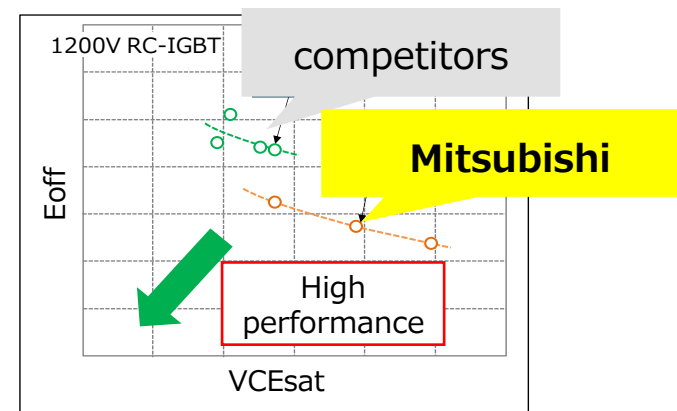 1200V RC-IGBT
competitors
Mitsubishi
Eoff
High
performance
VCEsat